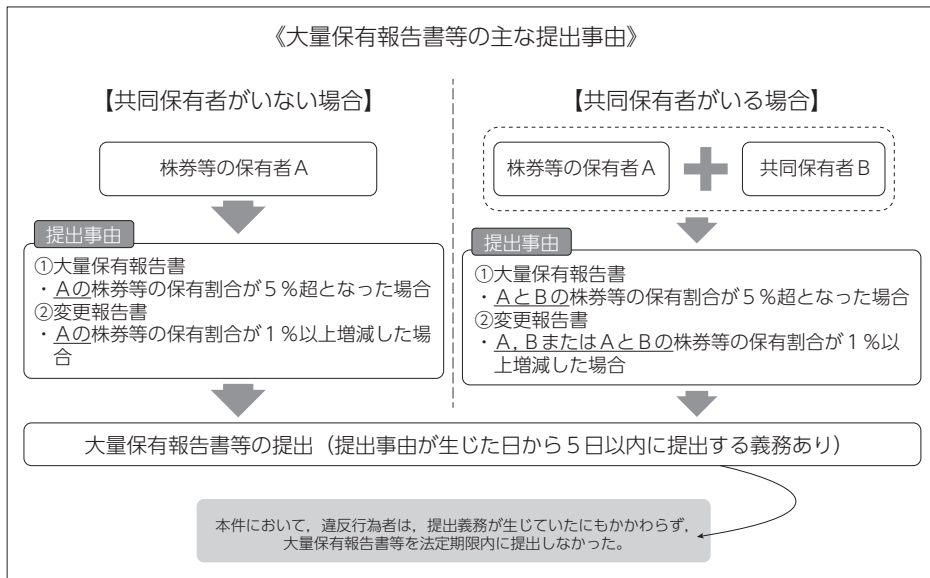 《大量保有報告書等の主な提出事由》
【共同保有者がいない場合】
株券等の保有者A
提出事由
①大量保有報告書
・Aの株券等の保有割合が5%超となった場合
②変更報告書
・Aの株券等の保有割合が1%以上増減した場
合
【共同保有者がいる場合】
株券等の保有者A
共同保有者B
提出事由
①大量保有報告書
・AとBの株券等の保有割合が5%超となった場合
②変更報告書
・A,BまたはAとBの株券等の保有割合が1%以
上増減した場合
大量保有報告書等の提出(提出事由が生じた日から5日以内に提出する義務あり)
本件において,違反行為者は,提出義務が生じていたにもかかわらず,
大量保有報告書等を法定期限内に提出しなかった。